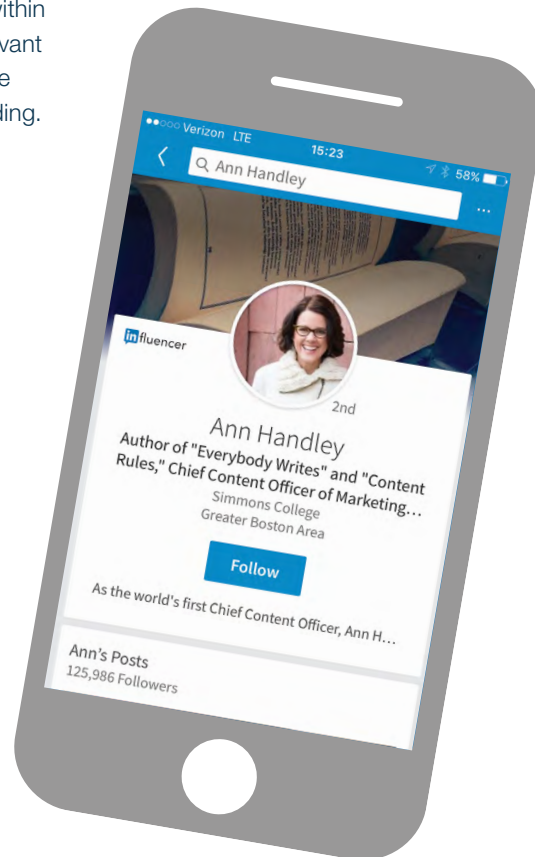 ithin
vant
e
ding.
Verizon LTE 15:23 58%
Ann Handley
influencer
2nd
Ann Handley
Author of "Everybody Writes" and "Content
Rules," Chief Content Officer of Marketing...
Simmons College
Greater Boston Area
Follow
As the world's first Chief Content Officer, Ann H...
Ann's Posts
125,986 Followers